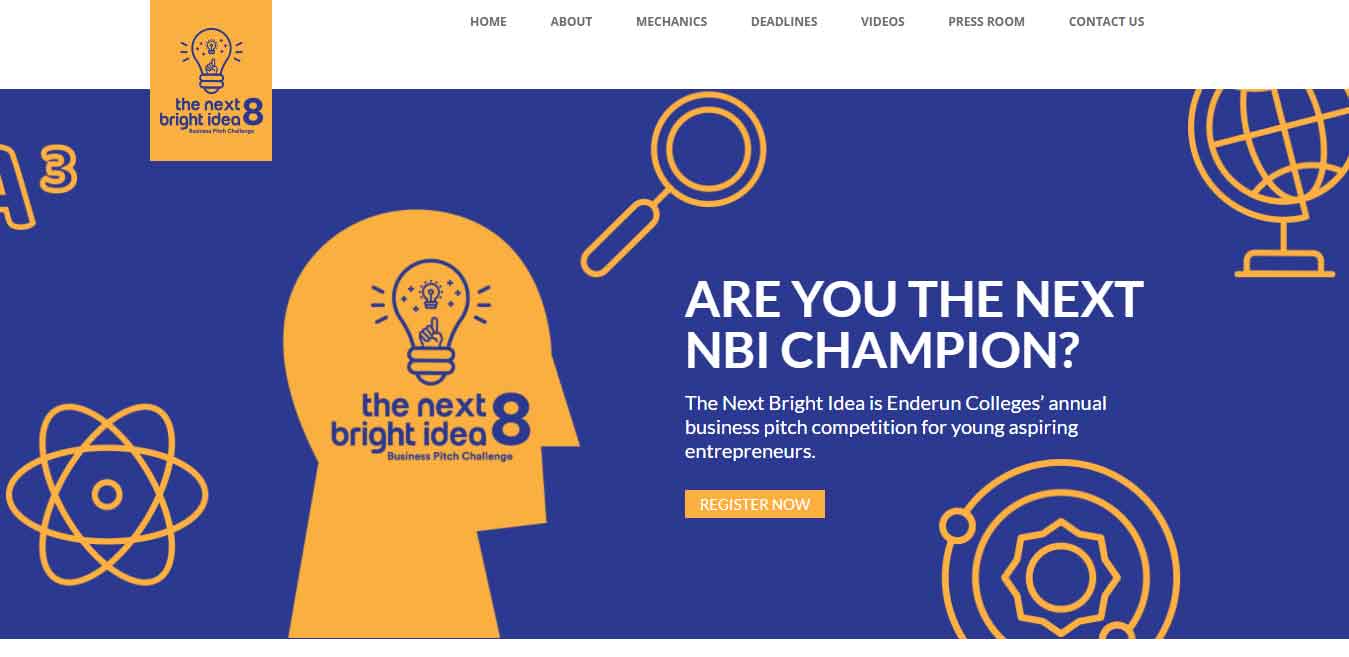 HOME ABOUT MECHANICS DEADLINES VIDEOS PRESS ROOM CONTACT US
the next
bright idea 8
Business Pitch Challenge
A³
the next
bright idea 8
Business Pitch Challenge
ARE YOU THE NEXT
NBI CHAMPION?
The Next Bright Idea is Enderun Colleges’ annual
business pitch competition for young aspiring
entrepreneurs.
REGISTER NOW